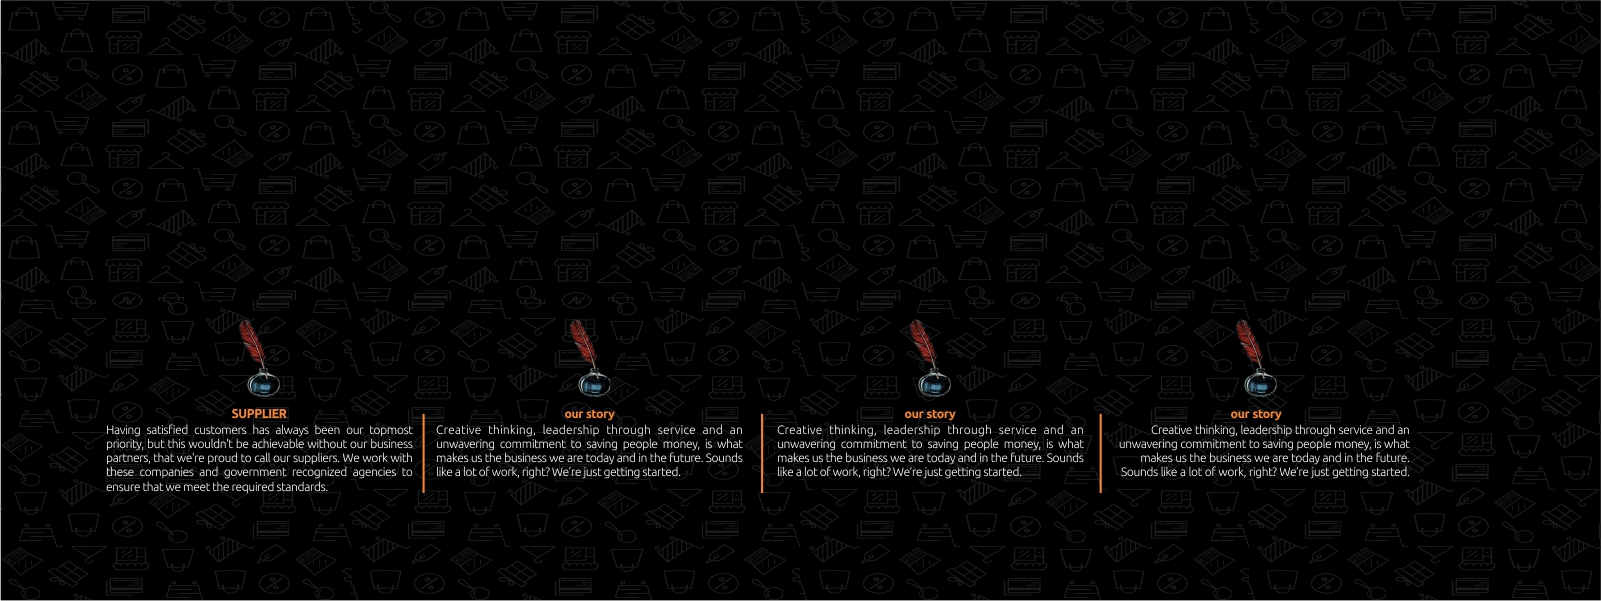 SUPPLIER
Having satisfied customers has always been our topmost
priority, but this wouldn't be achievable without our business
partners, that we're proud to call our suppliers. We work with
these companies and government recognized agencies to
ensure that we meet the required standards.
our story
Creative thinking, leadership through service and an
unwavering commitment to saving people money, is what
makes us the business we are today and in the future. Sounds
like a lot of work, right? We're just getting started.
our story
Creative thinking, leadership through service and an
unwavering commitment to saving people money, is what
makes us the business we are today and in the future. Sounds
like a lot of work, right? We're just getting started.
our story
Creative thinking, leadership through service and an
unwavering commitment to saving people money, is what
makes us the business we are today and in the future.
Sounds like a lot of work, right? We're just getting started.